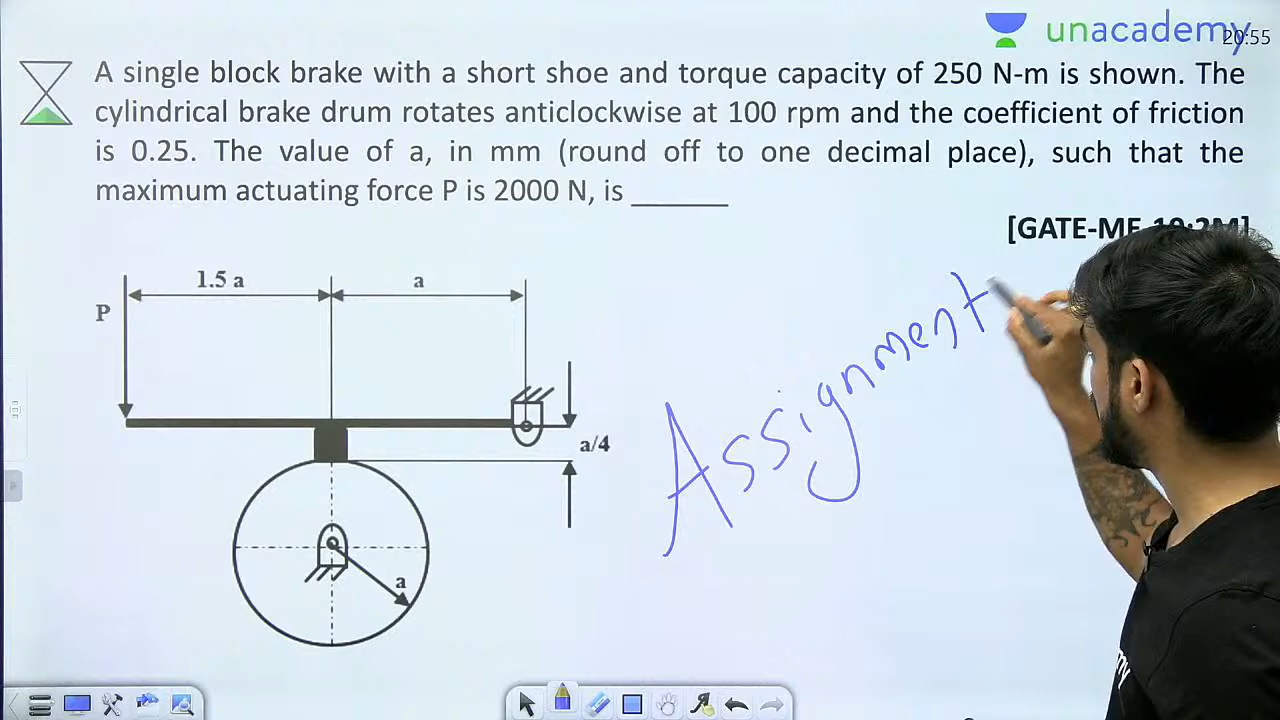 unacademy
20:55
A single block brake with a short shoe and torque capacity of 250 N-m is shown. The
cylindrical brake drum rotates anticlockwise at 100 rpm and the coefficient of friction
is 0.25. The value of a, in mm (round off to one decimal place), such that the
maximum actuating force P is 2000 N, is ______
[GATE-ME-19:2M]
1.5 a
a
P
a/4
a
Assignment